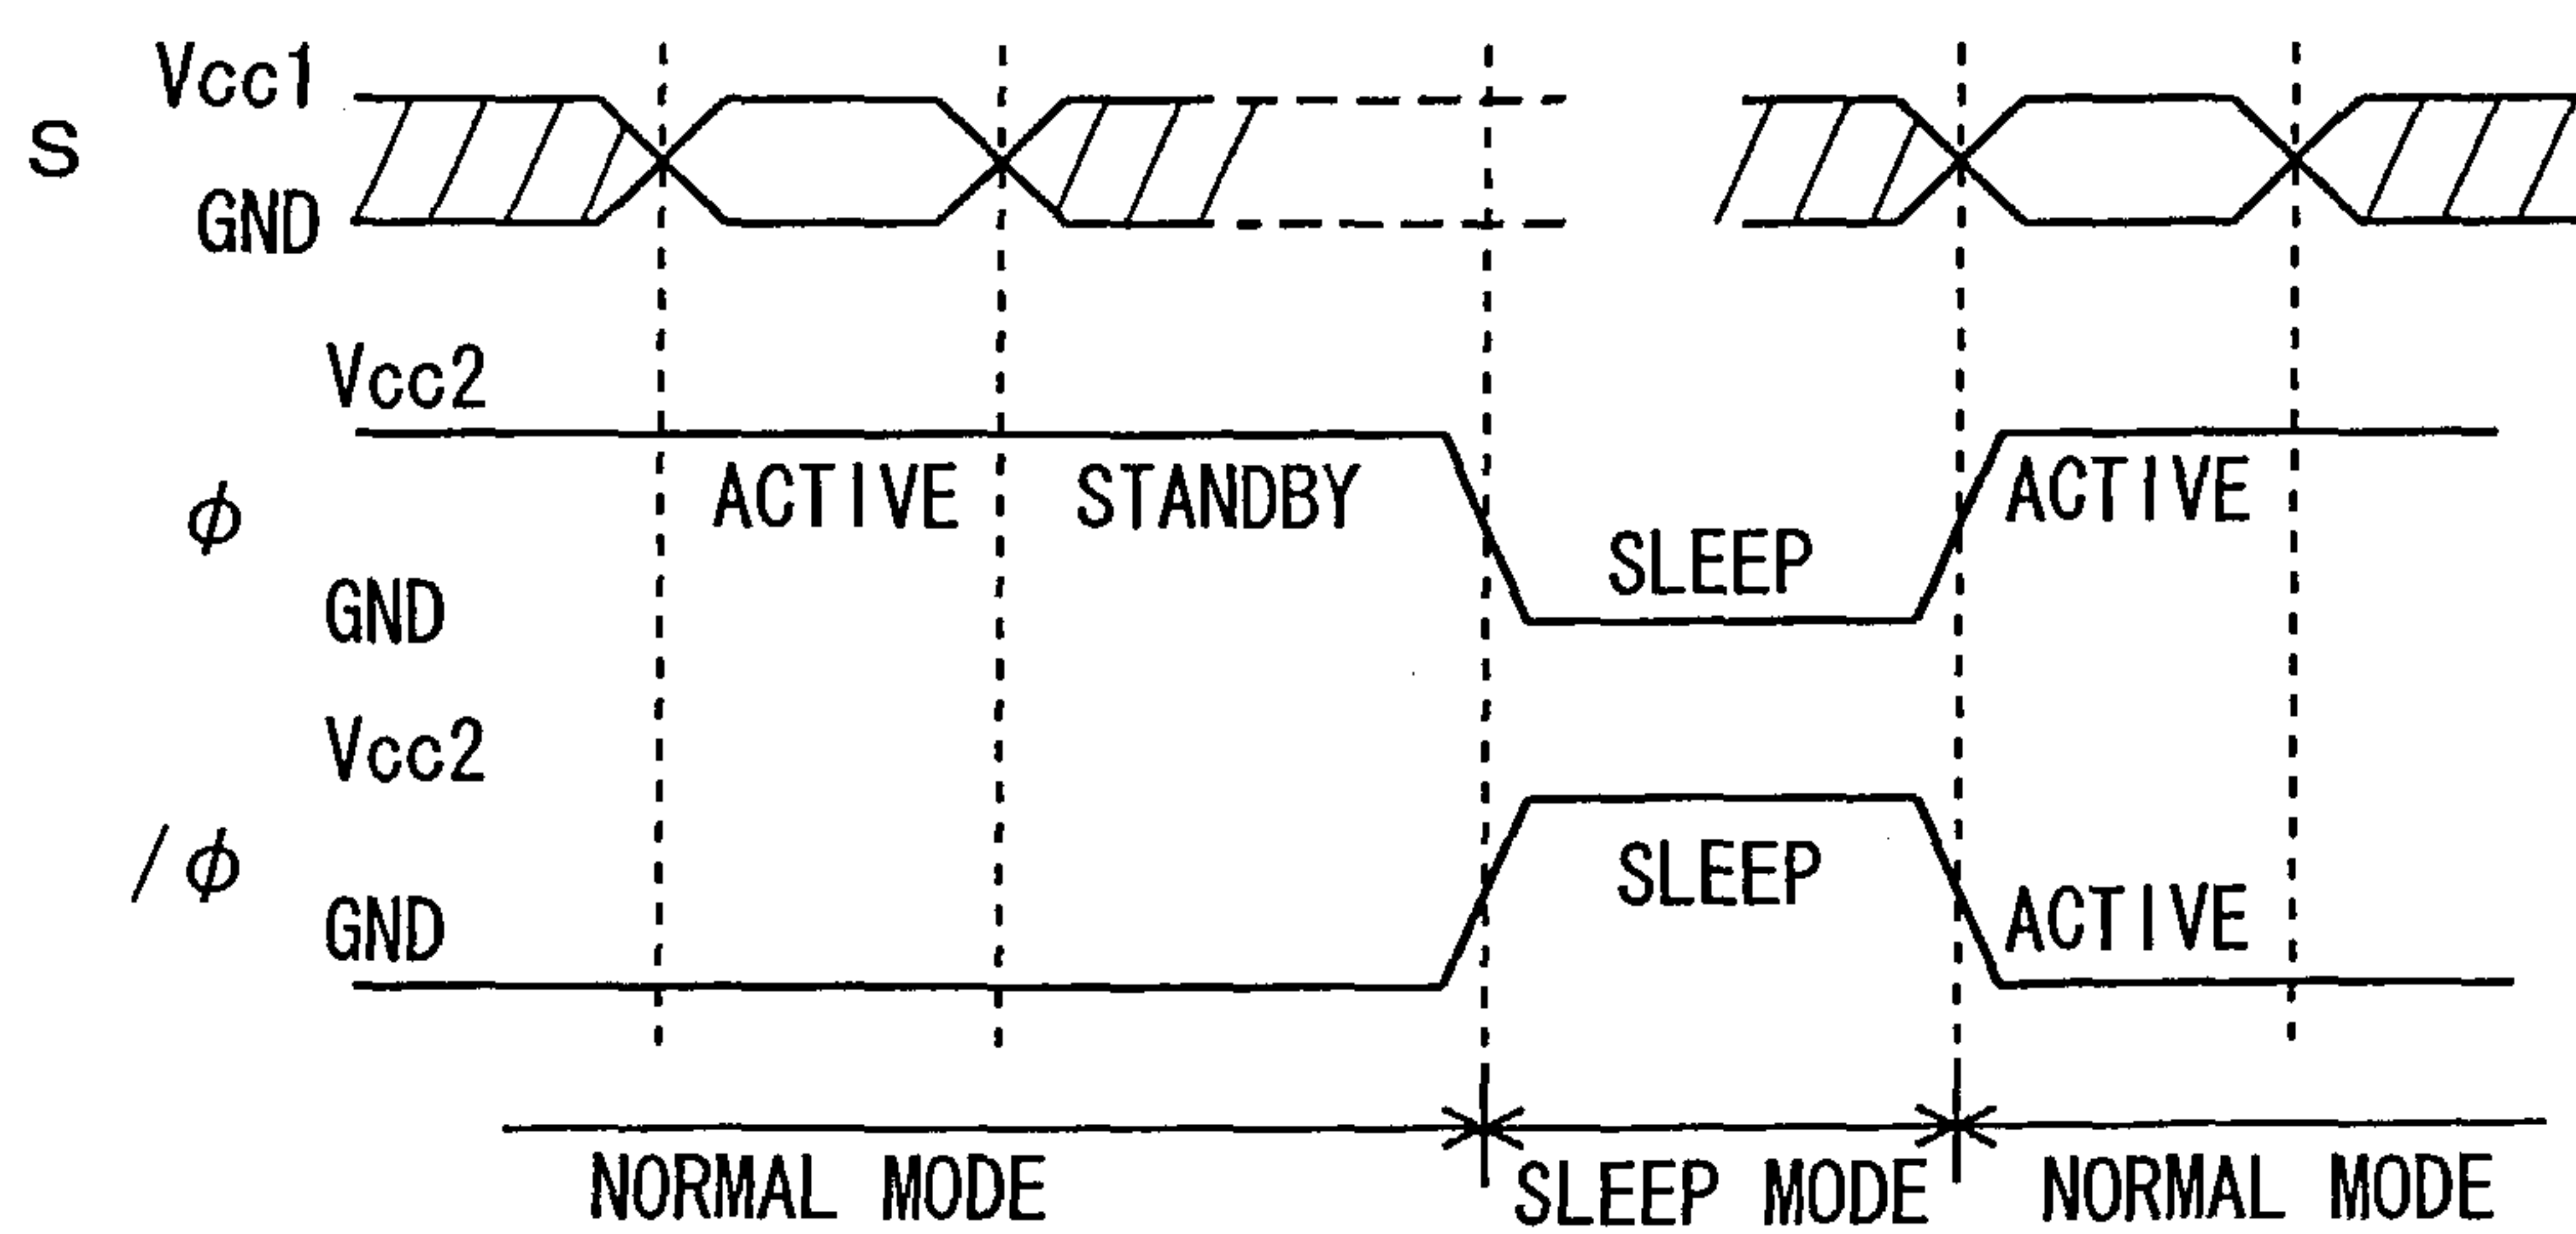 Vcc1
S
GND
Vcc2
ACTIVE STANDBY ACTIVE
ϕ
SLEEP
GND
Vcc2
SLEEP
/ϕ
GND ACTIVE
NORMAL MODE SLEEP MODE NORMAL MODE